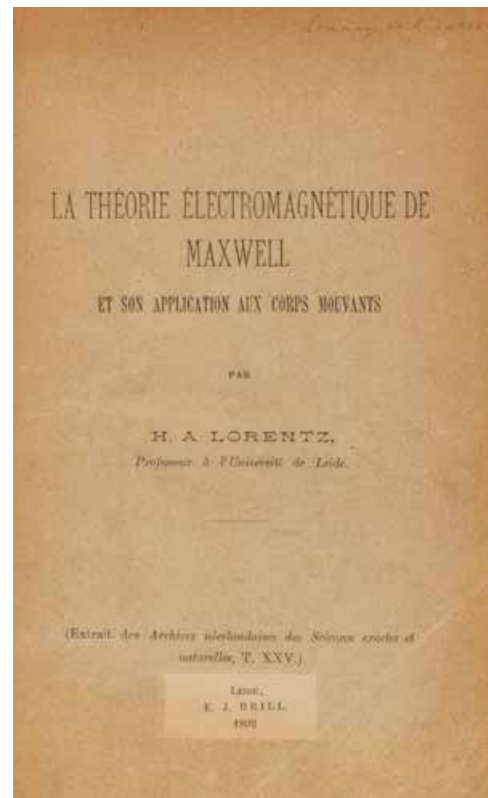 LA THÉORIE ÉLECTROMAGNÉTIQUE DE
MAXWELL
ET SON APPLICATION AUX CORPS MOUVANTS
PAR
H. A. LORENTZ,
Professeur à l'Université de Leide.
(Extrait des Archives néerlandaises des Sciences exactes et
naturelles, T. XXV.)
LEIDE,
E. J. BRILL
1892